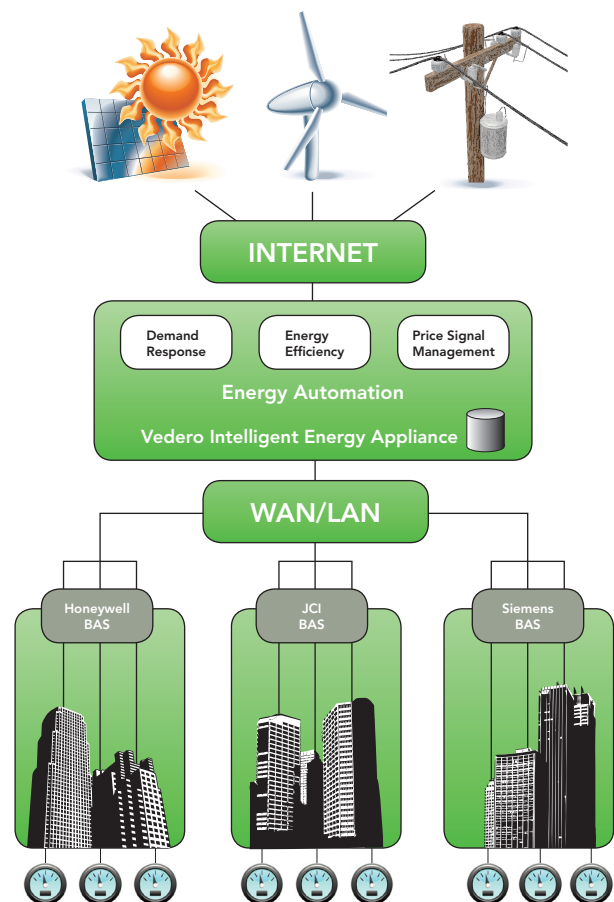 INTERNET
Demand
Response
Energy
Efficiency
Price Signal
Management
Energy Automation
Vedero Intelligent Energy Appliance
WAN/LAN
Honeywell
BAS
JCI
BAS
Siemens
BAS